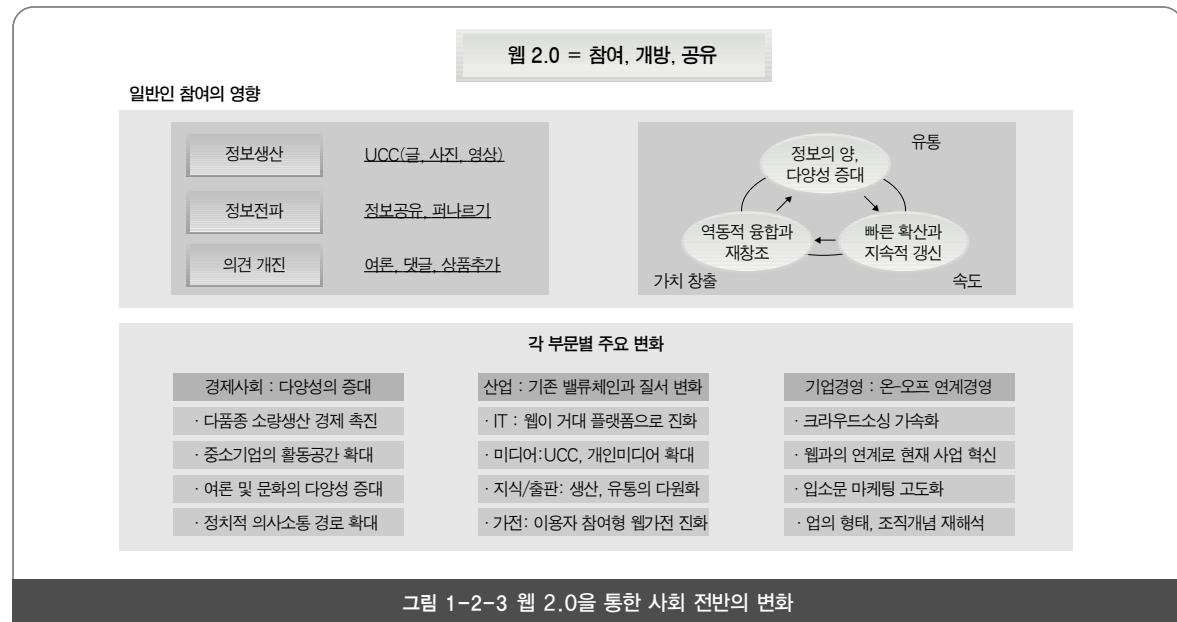 웹 2.0 = 참여, 개방, 공유
일반인 참여의 영향
정보생산
UCC(글, 사진, 영상)
정보전파
정보공유, 퍼나르기
의견 개진
여론, 댓글, 상품추가
유통
정보의 양,
다양성 증대
역동적 융합과
재창조
빠른 확산과
지속적 갱신
가치 창출
속도
각 부문별 주요 변화
경제사회 : 다양성의 증대
· 다품종 소량생산 경제 촉진
· 중소기업의 활동공간 확대
· 여론 및 문화의 다양성 증대
· 정치적 의사소통 경로 확대
산업 : 기존 밸류체인과 질서 변화
· IT : 웹이 거대 플랫폼으로 진화
· 미디어:UCC, 개인미디어 확대
· 지식/출판: 생산, 유통의 다원화
· 가전: 이용자 참여형 웹가전 진화
기업경영 : 온-오프 연계경영
· 크라우드소싱 가속화
· 웹과의 연계로 현재 사업 혁신
· 입소문 마케팅 고도화
· 업의 형태, 조직개념 재해석
그림 1-2-3 웹 2.0을 통한 사회 전반의 변화